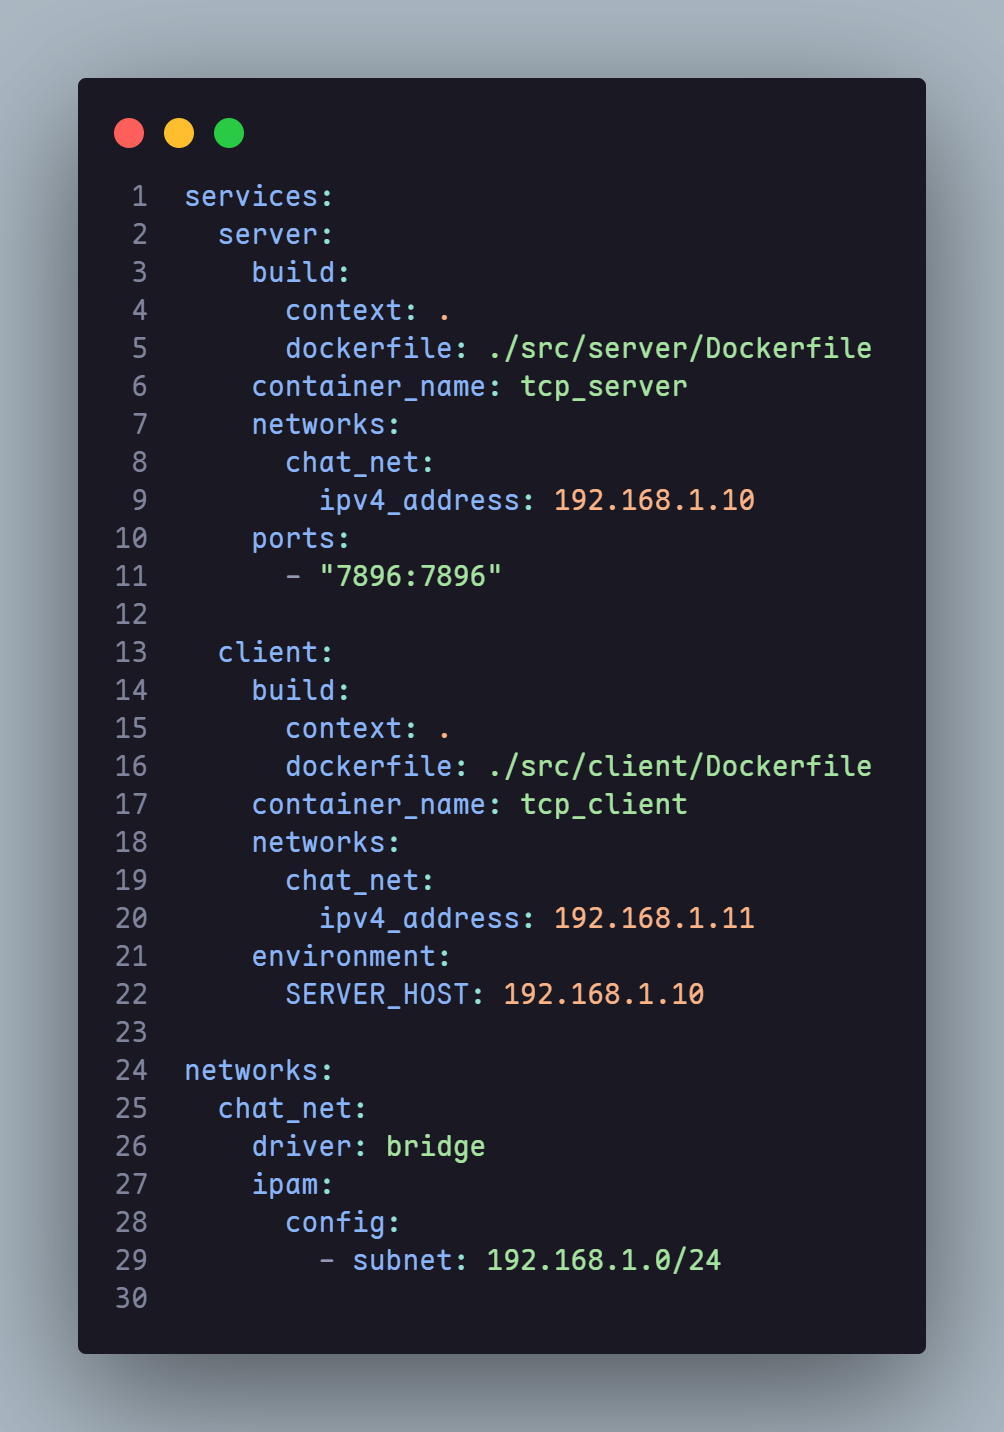 1 services:
2   server:
3     build:
4       context: .
5       dockerfile: ./src/server/Dockerfile
6     container_name: tcp_server
7     networks:
8       chat_net:
9         ipv4_address: 192.168.1.10
10     ports:
11       - "7896:7896"
12
13   client:
14     build:
15       context: .
16       dockerfile: ./src/client/Dockerfile
17     container_name: tcp_client
18     networks:
19       chat_net:
20         ipv4_address: 192.168.1.11
21     environment:
22       SERVER_HOST: 192.168.1.10
23
24 networks:
25   chat_net:
26     driver: bridge
27     ipam:
28       config:
29         - subnet: 192.168.1.0/24
30